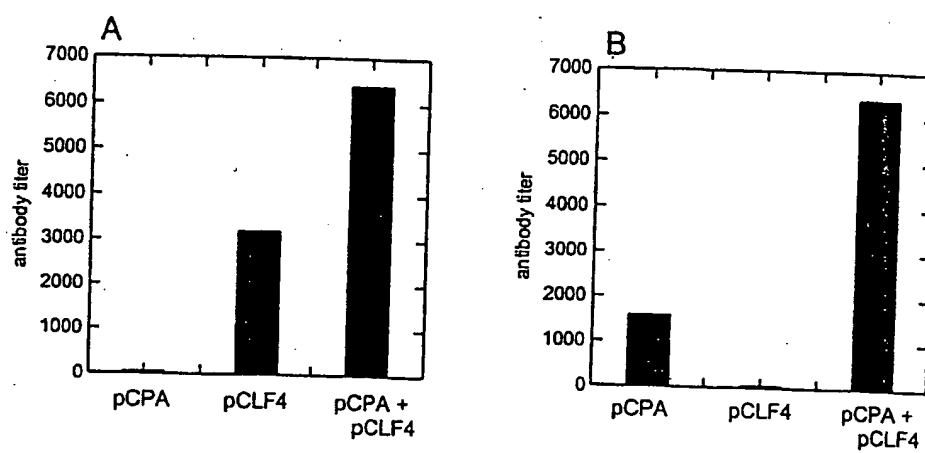 A
7000
6000
5000
4000
3000
2000
1000
0
antibody titer
pCPA
pCLF4
pCPA +
pCLF4
B
7000
6000
5000
4000
3000
2000
1000
0
antibody titer
pCPA
pCLF4
pCPA +
pCLF4